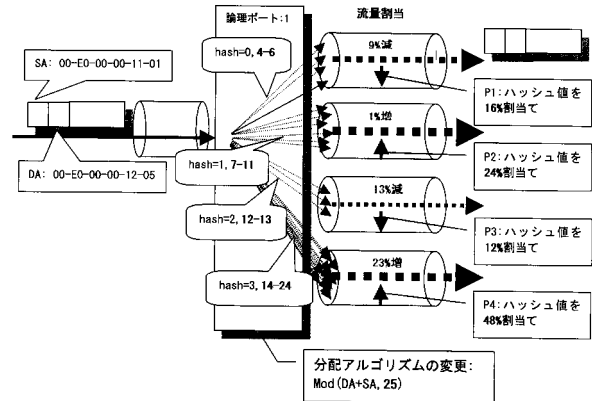 論理ポート:1
流量割当
SA: 00-E0-00-00-11-01
hash=0,4-6
9%減
P1:ハッシュ値を
16%割当て
1%増
DA: 00-E0-00-00-12-05
hash=1,7-11
P2:ハッシュ値を
24%割当て
hash=2,12-13
13%減
P3:ハッシュ値を
12%割当て
hash=3,14-24
23%増
P4:ハッシュ値を
48%割当て
分配アルゴリズムの変更:
Mod(DA+SA,25)